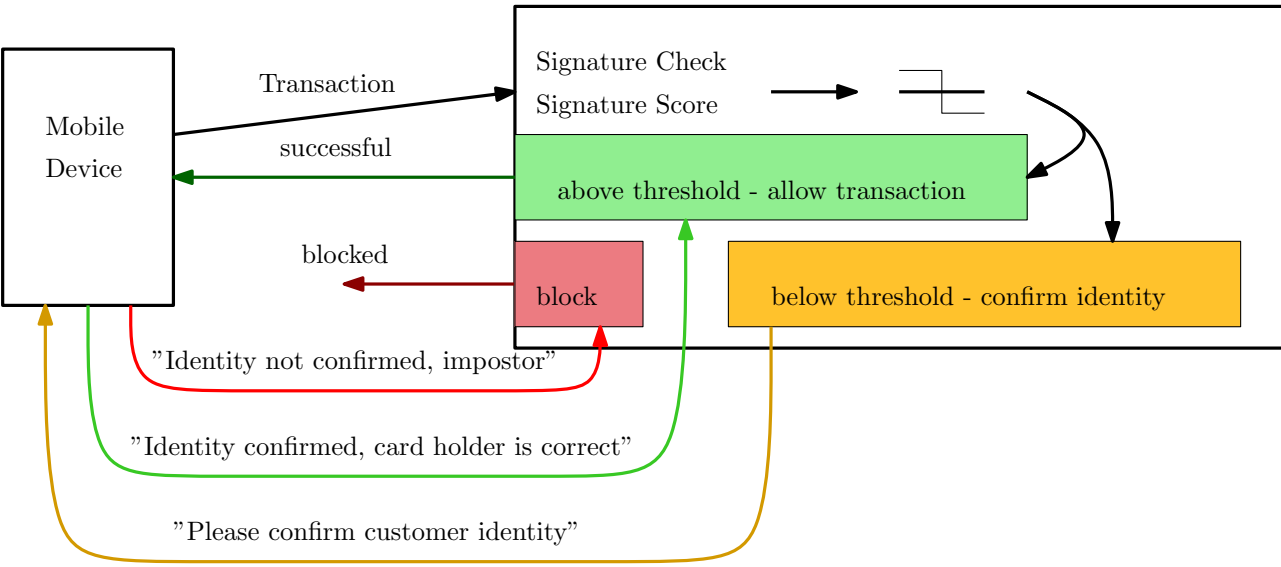 Mobile
Device
Transaction
successful
Signature Check
Signature Score
above threshold - allow transaction
blocked
block
below threshold - confirm identity
”Identity not confirmed, impostor”
”Identity confirmed, card holder is correct”
”Please confirm customer identity”